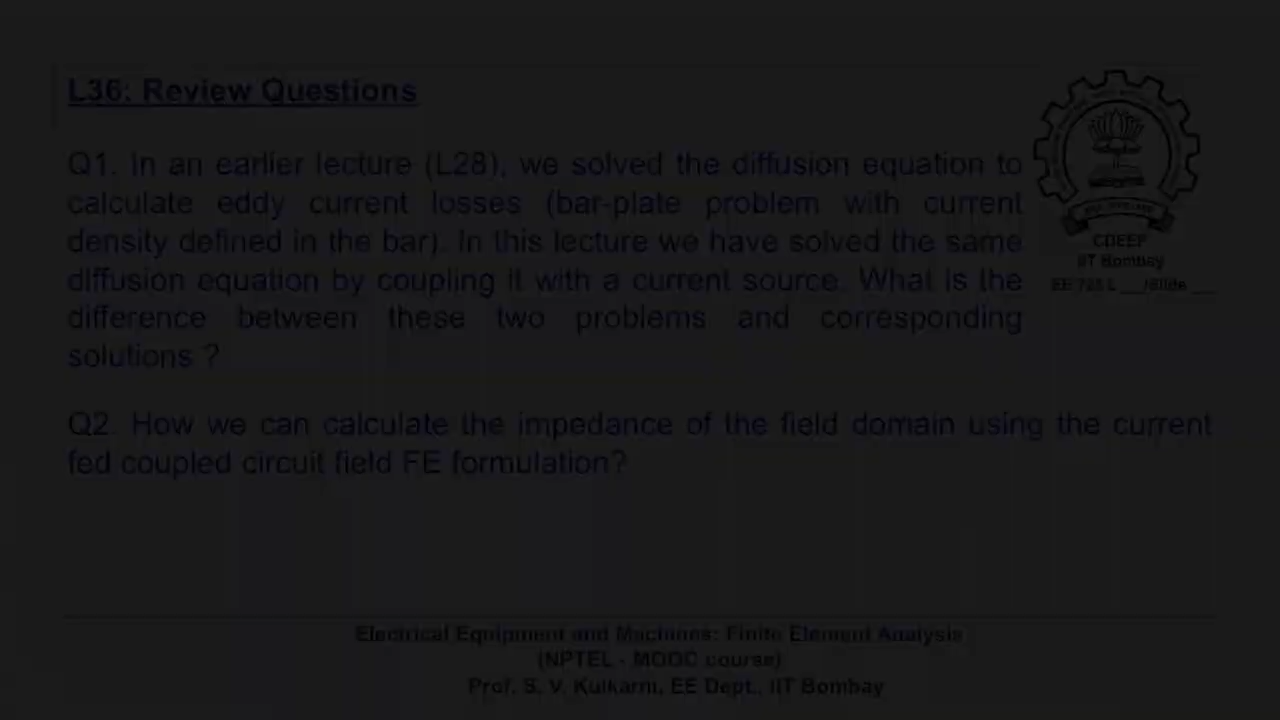 L36: Review Questions
Q1. In an earlier lecture (L28), we solved the diffusion equation to
calculate eddy current losses (bar-plate problem with current
density defined in the bar). In this lecture we have solved the same
diffusion equation by coupling it with a current source. What is the
difference between these two problems and corresponding
solutions ?
CDEEP
IIT Bombay
EE 725 L ___ /Slide ___
Q2. How we can calculate the impedance of the field domain using the current
fed coupled circuit field FE formulation?
Electrical Equipment and Machines: Finite Element Analysis
(NPTEL - MOOC course)
Prof. S. V. Kulkarni, EE Dept., IIT Bombay